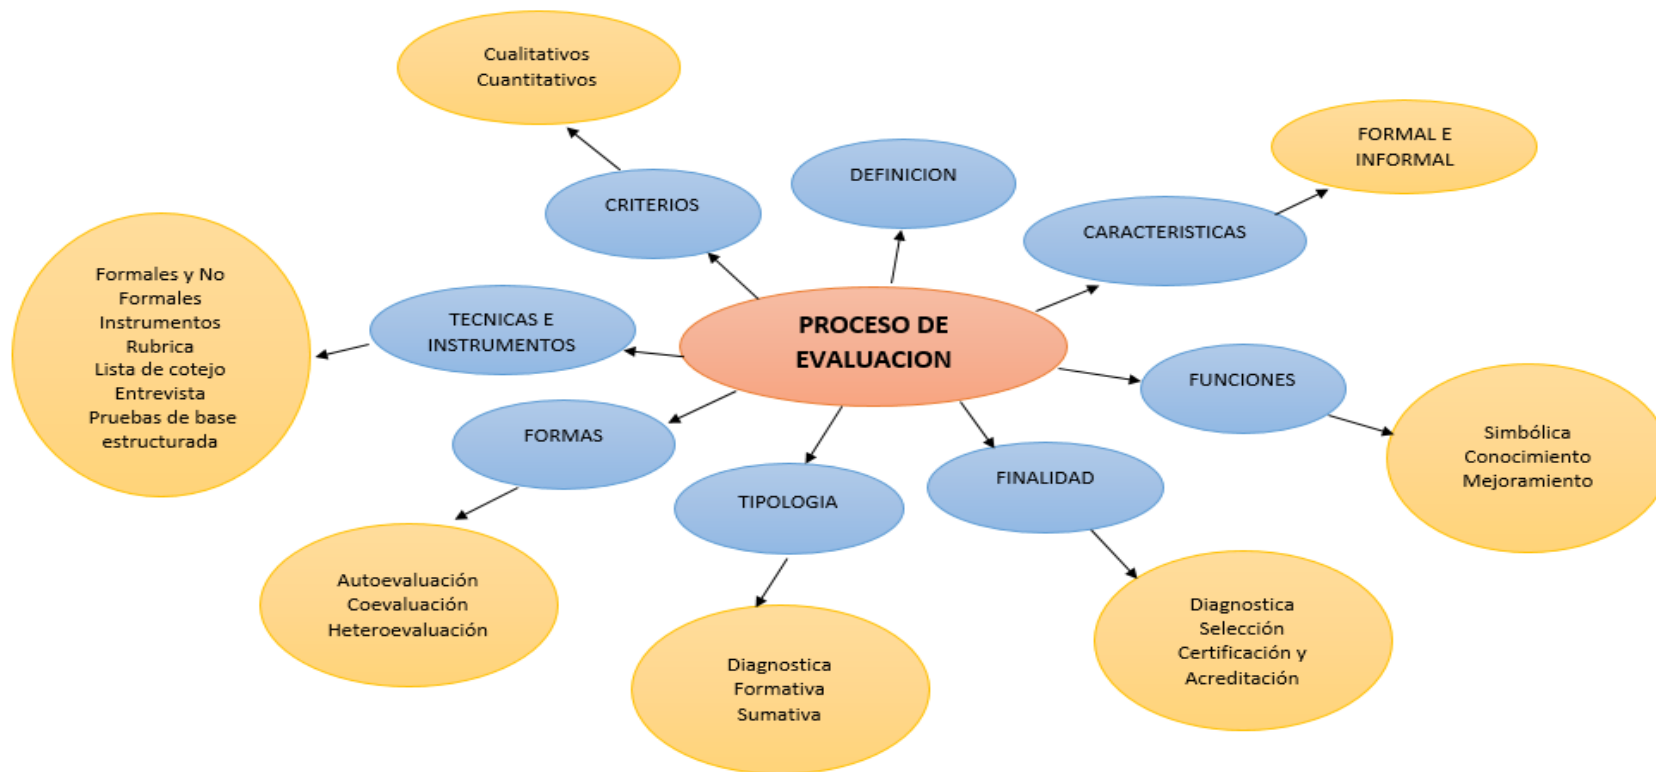 Cualitativos
Cuantitativos
FORMAL E
INFORMAL
DEFINICION
CRITERIOS
CARACTERISTICAS
Formales y No
Formales
Instrumentos
Rubrica
Lista de cotejo
Entrevista
Pruebas de base
estructurada
TECNICAS E
INSTRUMENTOS
PROCESO DE
EVALUACION
FUNCIONES
Simbólica
Conocimiento
Mejoramiento
FORMAS
TIPOLOGIA
FINALIDAD
Autoevaluación
Coevaluación
Heteroevaluación
Diagnostica
Formativa
Sumativa
Diagnostica
Selección
Certificación y
Acreditación